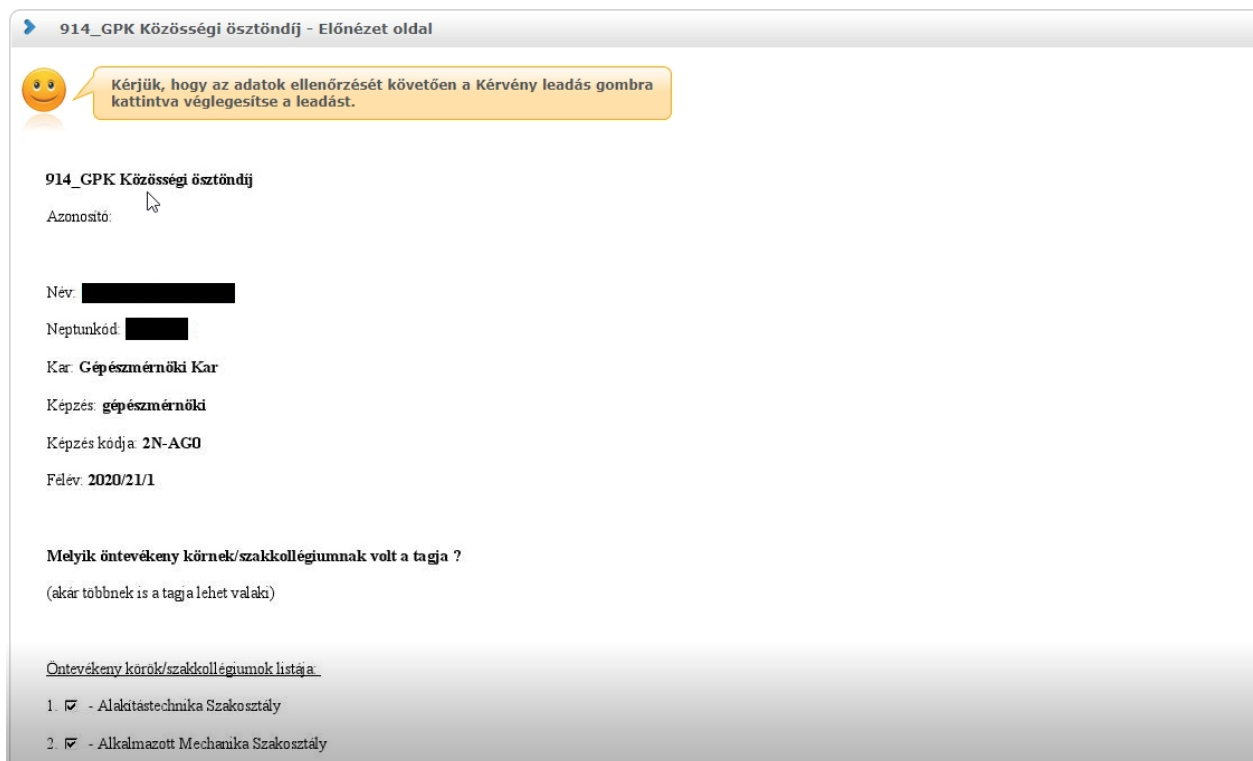 914_GPK Közösségi ösztöndíj - Előnézet oldal
Kérjük, hogy az adatok ellenőrzését követően a Kérvény leadás gombra
kattintva véglegesítse a leadást.
914_GPK Közösségi ösztöndíj
Azonosító:
Név:
Neptunkód:
Kar: Gépészmérnöki Kar
Képzés: gépészmérnöki
Képzés kódja: 2N-AG0
Félév: 2020/21/1
Melyik öntevékeny körnek/szakkollégiumnak volt a tagja ?
(akár többnek is a tagja lehet valaki)
Öntevékeny körök/szakkollégiumok listája:
1. ☑ - Alakítástechnika Szakosztály
2. ☑ - Alkalmazott Mechanika Szakosztály